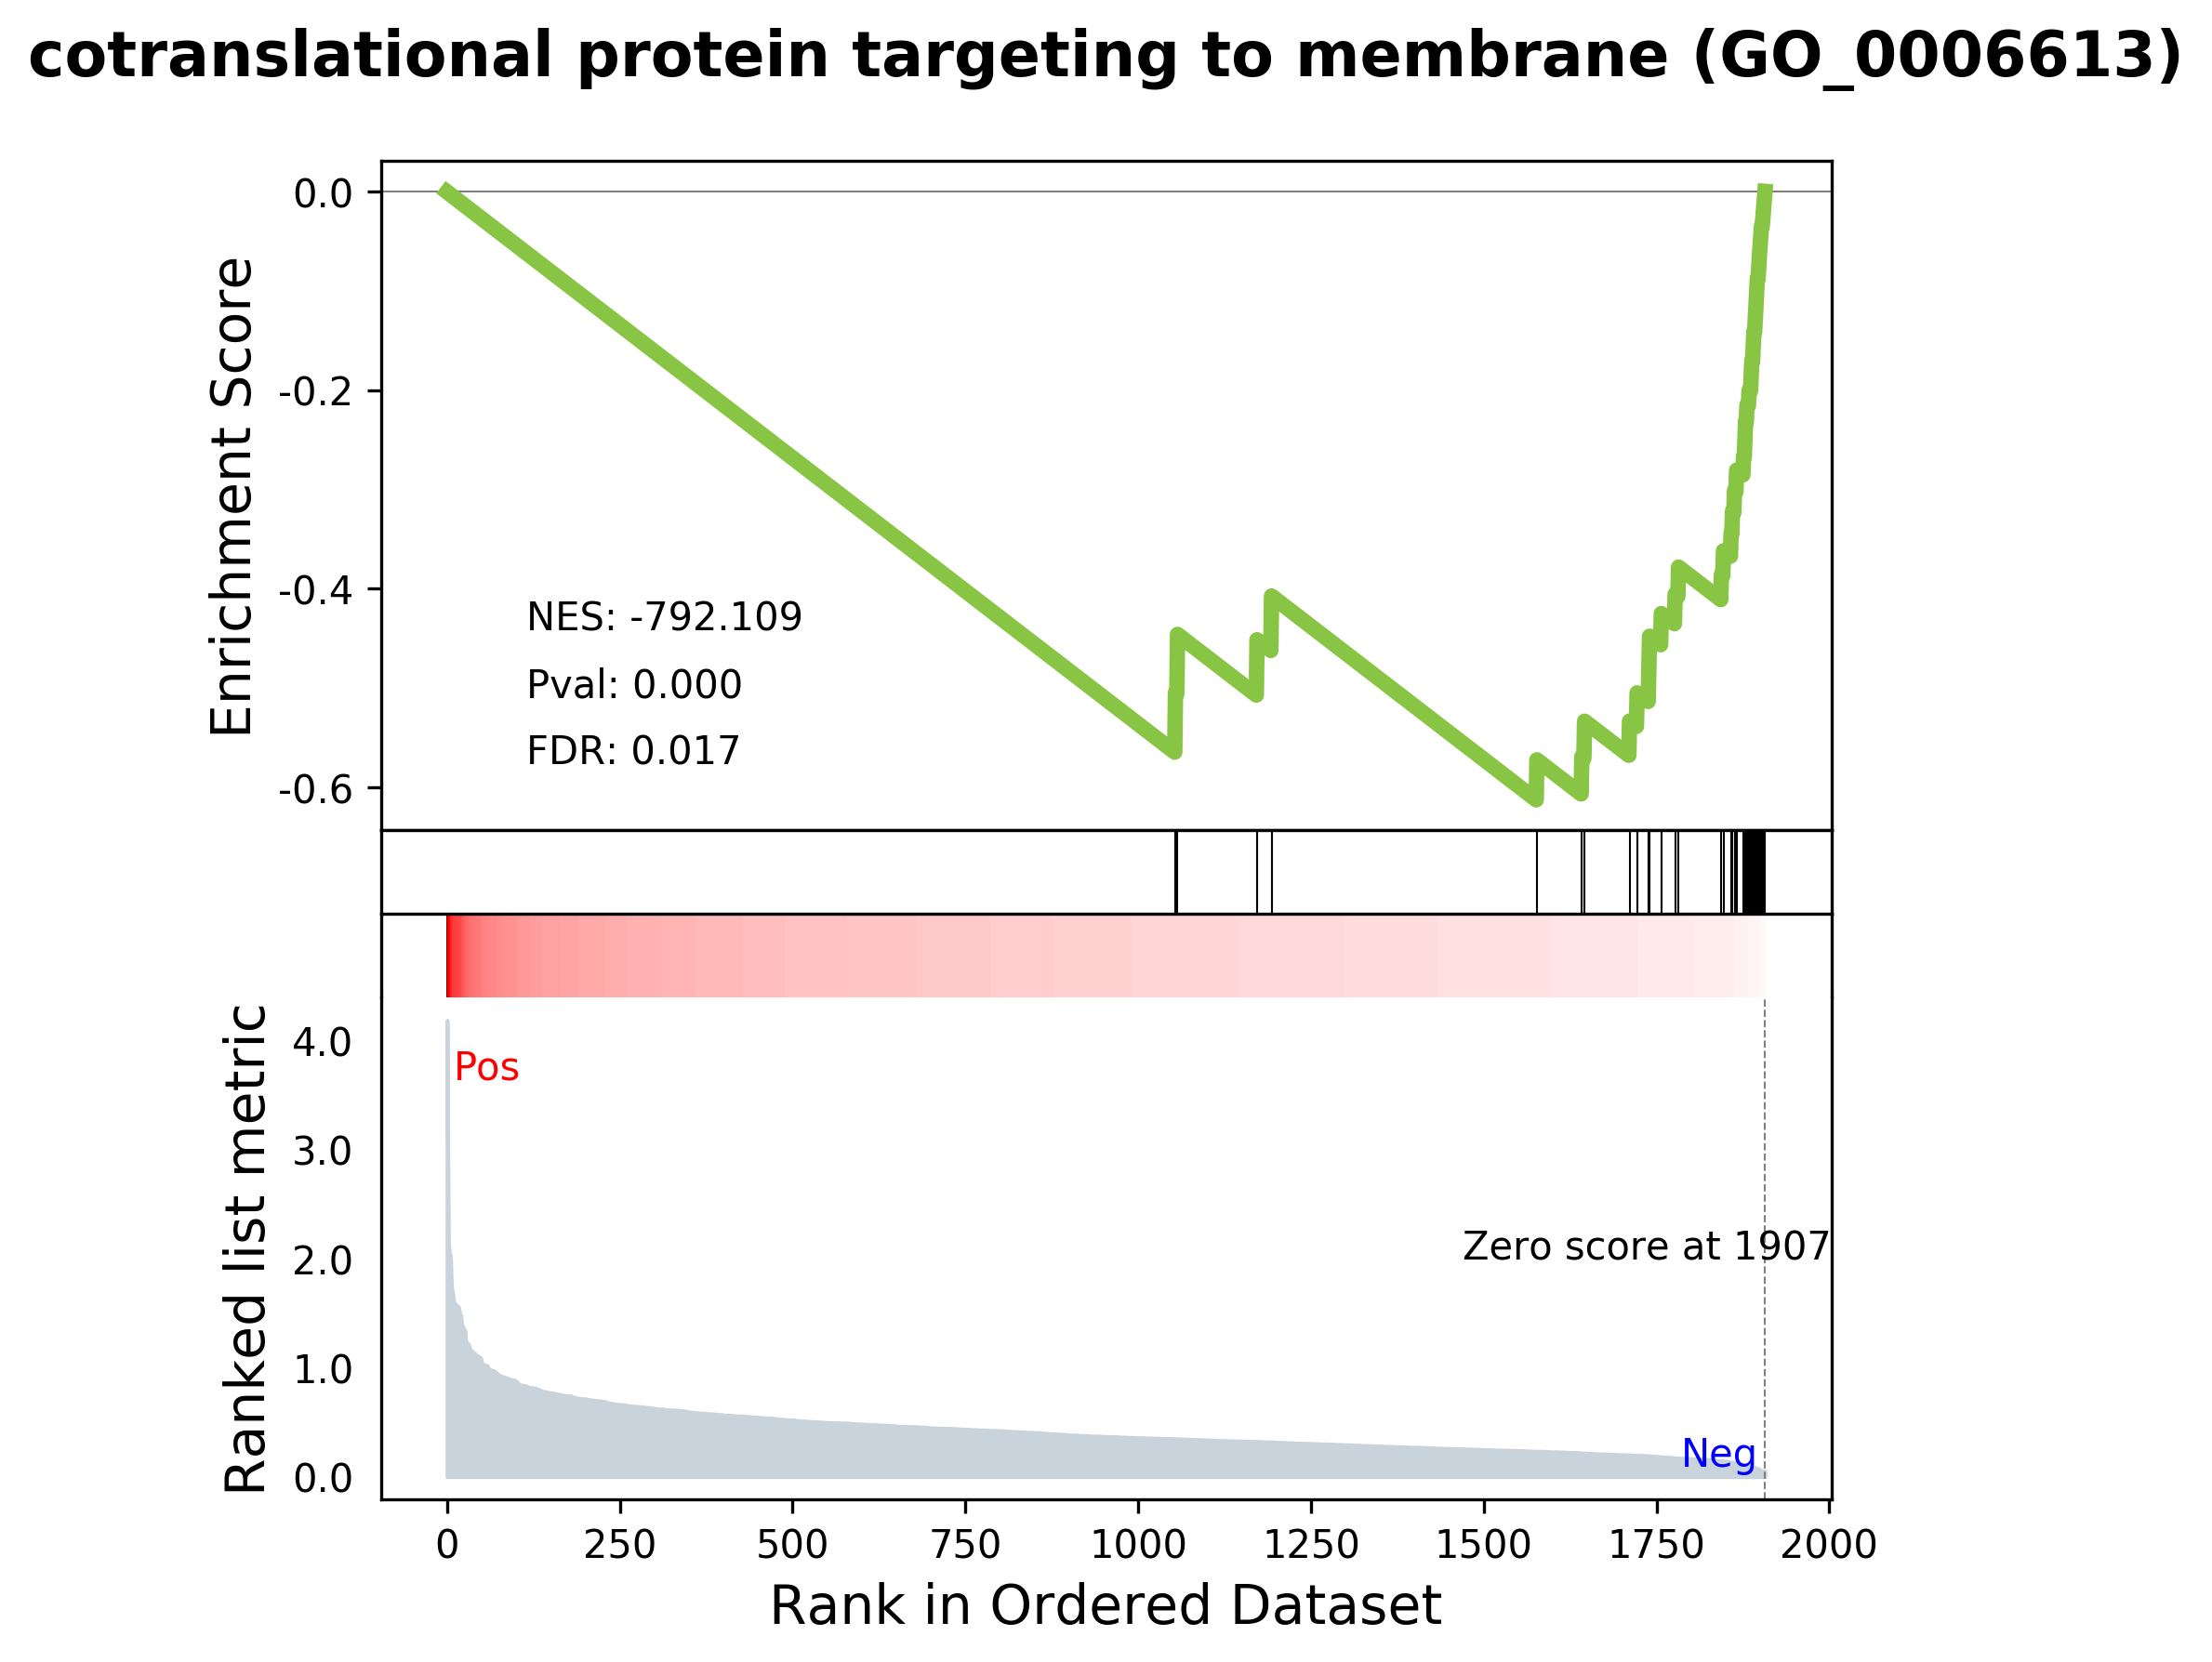 cotranslational protein targeting to membrane (GO_0006613)
Enrichment Score
0.0
-0.2
-0.4
-0.6
NES: -792.109
Pval: 0.000
FDR: 0.017
Ranked list metric
4.0
3.0
2.0
1.0
0.0
Pos
Zero score at 1907
Neg
0 250 500 750 1000 1250 1500 1750 2000
Rank in Ordered Dataset